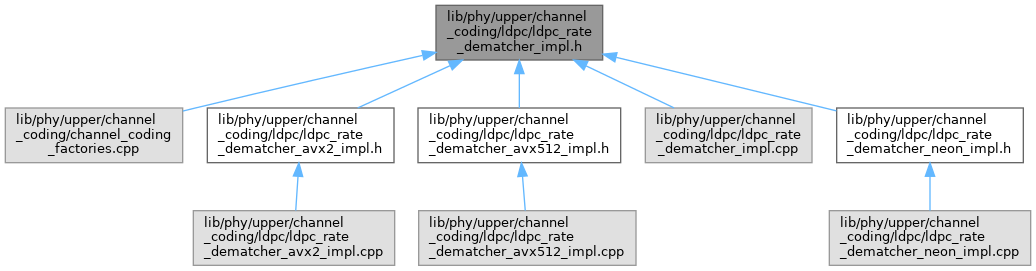 lib/phy/upper/channel
_coding/ldpc/ldpc_rate
_dematcher_impl.h
lib/phy/upper/channel
_coding/channel_coding
_factories.cpp
lib/phy/upper/channel
_coding/ldpc/ldpc_rate
_dematcher_avx2_impl.h
lib/phy/upper/channel
_coding/ldpc/ldpc_rate
_dematcher_avx512_impl.h
lib/phy/upper/channel
_coding/ldpc/ldpc_rate
_dematcher_impl.cpp
lib/phy/upper/channel
_coding/ldpc/ldpc_rate
_dematcher_neon_impl.h
lib/phy/upper/channel
_coding/ldpc/ldpc_rate
_dematcher_avx2_impl.cpp
lib/phy/upper/channel
_coding/ldpc/ldpc_rate
_dematcher_avx512_impl.cpp
lib/phy/upper/channel
_coding/ldpc/ldpc_rate
_dematcher_neon_impl.cpp